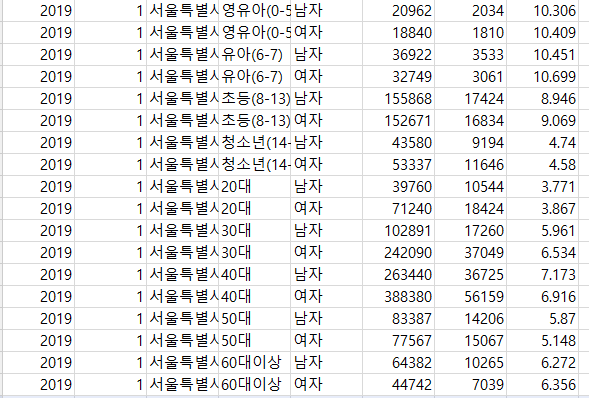 2019 1 서울특별시 영유아(0-5 남자 20962 2034 10.306
2019 1 서울특별시 영유아(0-5 여자 18840 1810 10.409
2019 1 서울특별시 유아(6-7) 남자 36922 3533 10.451
2019 1 서울특별시 유아(6-7) 여자 32749 3061 10.699
2019 1 서울특별시 초등(8-13) 남자 155868 17424 8.946
2019 1 서울특별시 초등(8-13) 여자 152671 16834 9.069
2019 1 서울특별시 청소년(14- 남자 43580 9194 4.74
2019 1 서울특별시 청소년(14- 여자 53337 11646 4.58
2019 1 서울특별시 20대 남자 39760 10544 3.771
2019 1 서울특별시 20대 여자 71240 18424 3.867
2019 1 서울특별시 30대 남자 102891 17260 5.961
2019 1 서울특별시 30대 여자 242090 37049 6.534
2019 1 서울특별시 40대 남자 263440 36725 7.173
2019 1 서울특별시 40대 여자 388380 56159 6.916
2019 1 서울특별시 50대 남자 83387 14206 5.87
2019 1 서울특별시 50대 여자 77567 15067 5.148
2019 1 서울특별시 60대이상 남자 64382 10265 6.272
2019 1 서울특별시 60대이상 여자 44742 7039 6.356